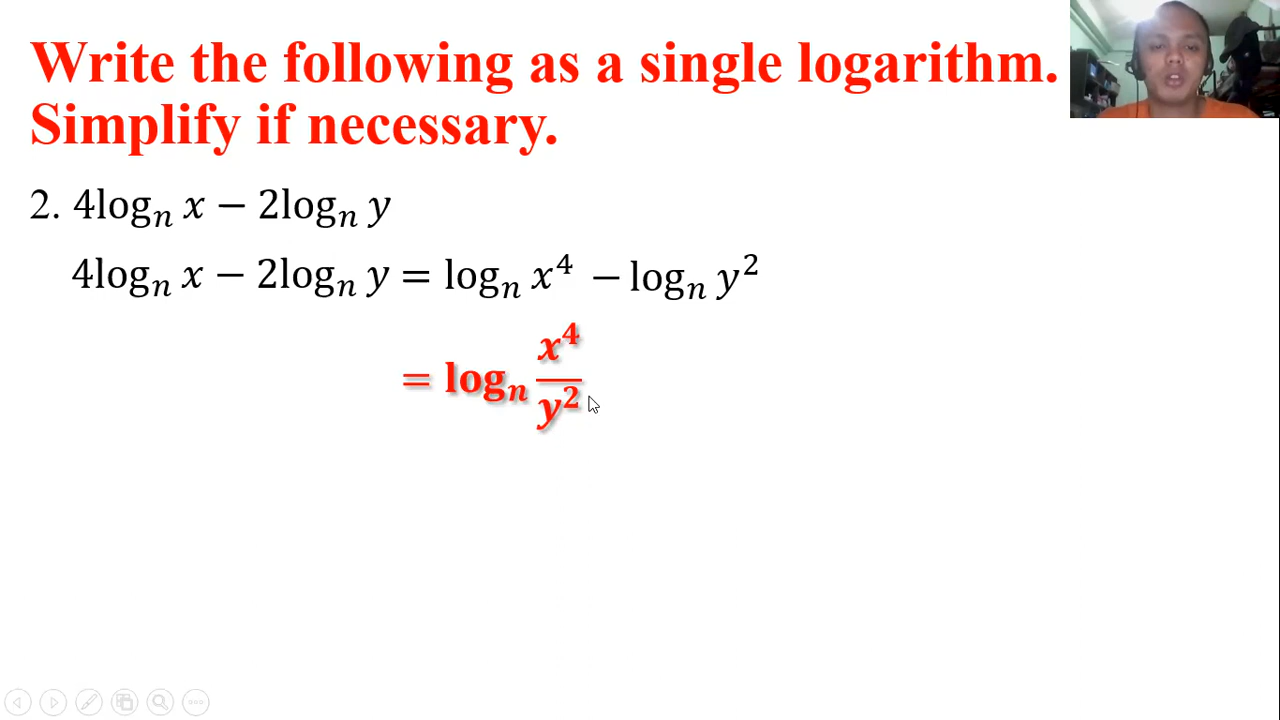 Write the following as a single logarithm.
Simplify if necessary.
2. 4logₙ x − 2logₙ y
4logₙ x − 2logₙ y = logₙ x⁴ − logₙ y²
= logₙ x⁴/y²